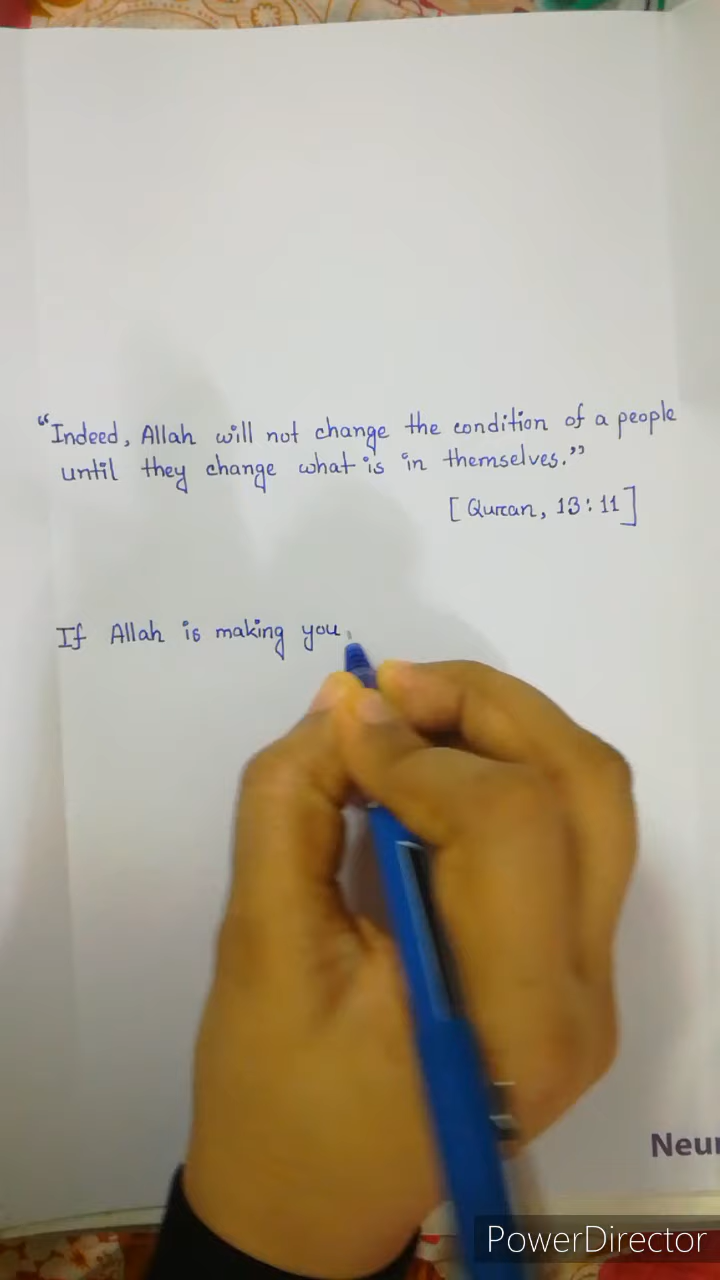 “Indeed, Allah will not change the condition of a people
until they change what is in themselves.”
[Quran, 13:11]
If Allah is making you
Neur
PowerDirector